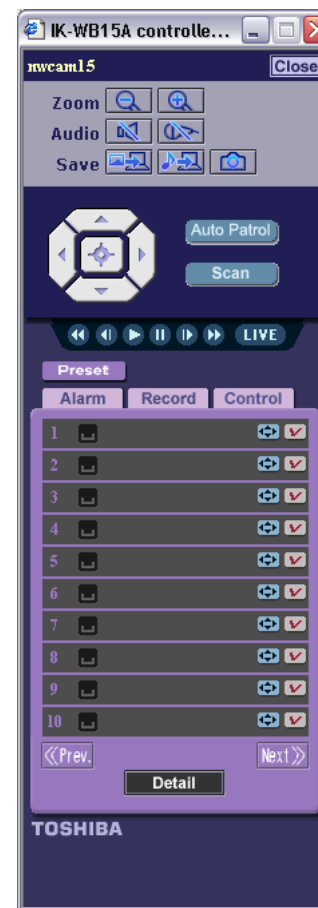 IK-WB15A controlle...
nwcam15 Close
Zoom
Audio
Save
Auto Patrol
Scan
LIVE
Preset
Alarm Record Control
1
2
3
4
5
6
7
8
9
10
≪Prev. Next≫
Detail
TOSHIBA